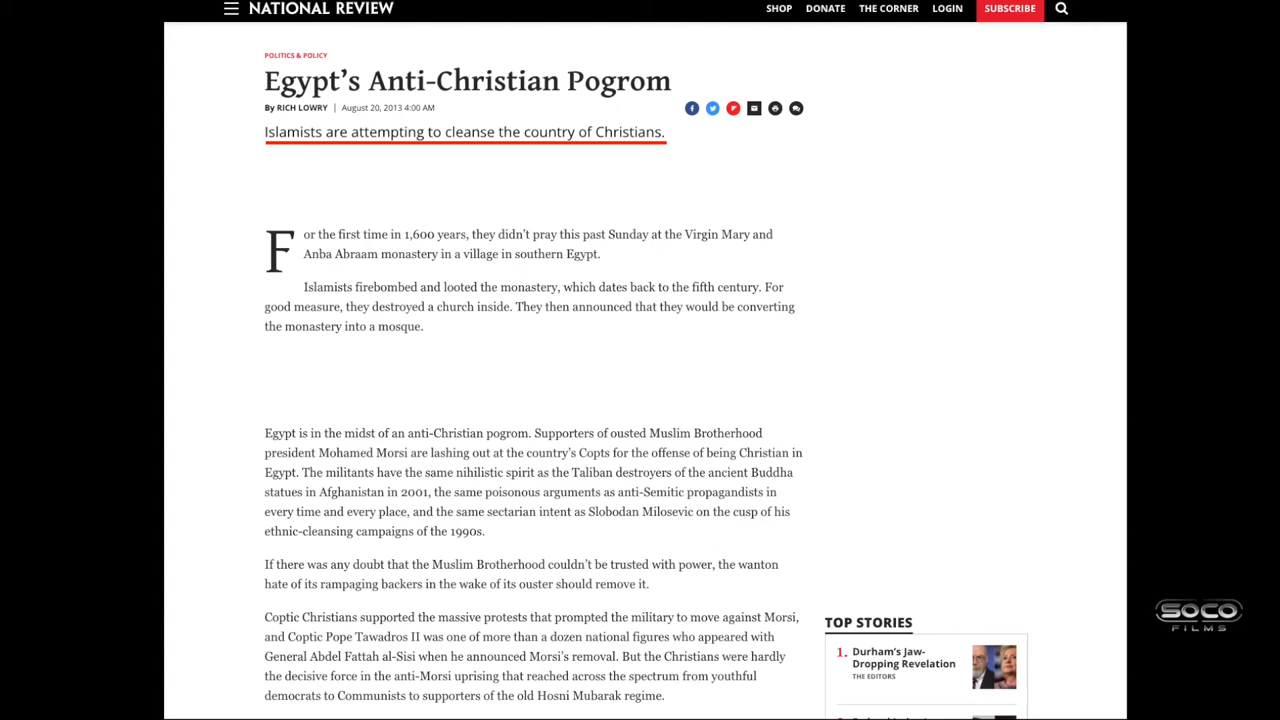 NATIONAL REVIEW
SHOP DONATE THE CORNER LOGIN SUBSCRIBE
POLITICS & POLICY
Egypt’s Anti-Christian Pogrom
By RICH LOWRY | August 20, 2013 4:00 AM
Islamists are attempting to cleanse the country of Christians.
For the first time in 1,600 years, they didn’t pray this past Sunday at the Virgin Mary and
Anba Abraam monastery in a village in southern Egypt.
Islamists firebombed and looted the monastery, which dates back to the fifth century. For
good measure, they destroyed a church inside. They then announced that they would be converting
the monastery into a mosque.
Egypt is in the midst of an anti-Christian pogrom. Supporters of ousted Muslim Brotherhood
president Mohamed Morsi are lashing out at the country’s Copts for the offense of being Christian in
Egypt. The militants have the same nihilistic spirit as the Taliban destroyers of the ancient Buddha
statues in Afghanistan in 2001, the same poisonous arguments as anti-Semitic propagandists in
every time and every place, and the same sectarian intent as Slobodan Milosevic on the cusp of his
ethnic-cleansing campaigns of the 1990s.
If there was any doubt that the Muslim Brotherhood couldn’t be trusted with power, the wanton
hate of its rampaging backers in the wake of its ouster should remove it.
Coptic Christians supported the massive protests that prompted the military to move against Morsi,
and Coptic Pope Tawadros II was one of more than a dozen national figures who appeared with
General Abdel Fattah al-Sisi when he announced Morsi’s removal. But the Christians were hardly
the decisive force in the anti-Morsi uprising that reached across the spectrum from youthful
democrats to Communists to supporters of the old Hosni Mubarak regime.
TOP STORIES
1. Durham’s Jaw-
Dropping Revelation
THE EDITORS
SOCO
FILMS